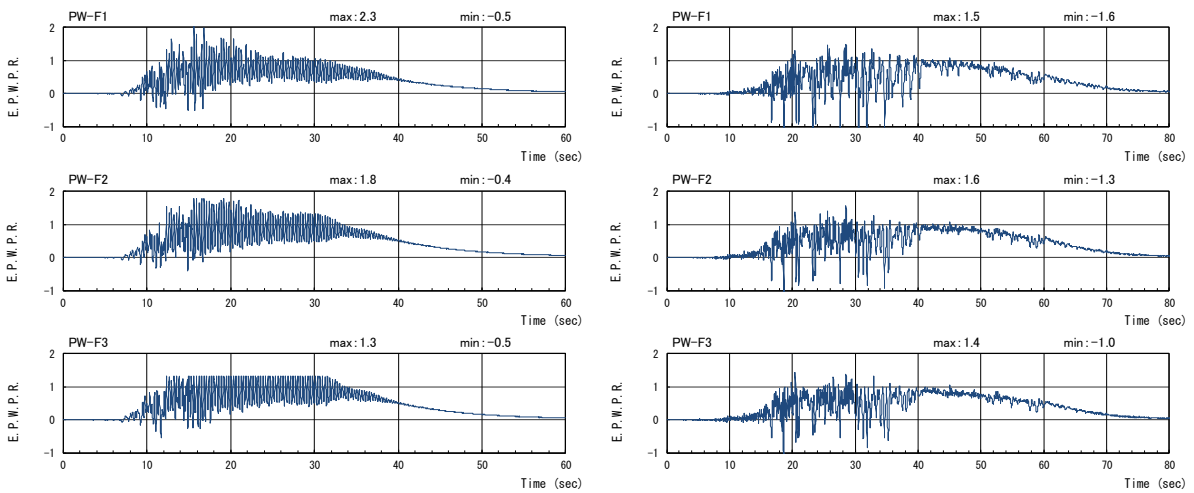 PW-F1 max:2.3 min:-0.5
2
1
0
-1
E.P.W.P.R.
0 10 20 30 40 50 60
Time (sec)
PW-F2 max:1.8 min:-0.4
2
1
0
-1
E.P.W.P.R.
0 10 20 30 40 50 60
Time (sec)
PW-F3 max:1.3 min:-0.5
2
1
0
-1
E.P.W.P.R.
0 10 20 30 40 50 60
Time (sec)
PW-F1 max:1.5 min:-1.6
2
1
0
-1
E.P.W.P.R.
0 10 20 30 40 50 60 70 80
Time (sec)
PW-F2 max:1.6 min:-1.3
2
1
0
-1
E.P.W.P.R.
0 10 20 30 40 50 60 70 80
Time (sec)
PW-F3 max:1.4 min:-1.0
2
1
0
-1
E.P.W.P.R.
0 10 20 30 40 50 60 70 80
Time (sec)